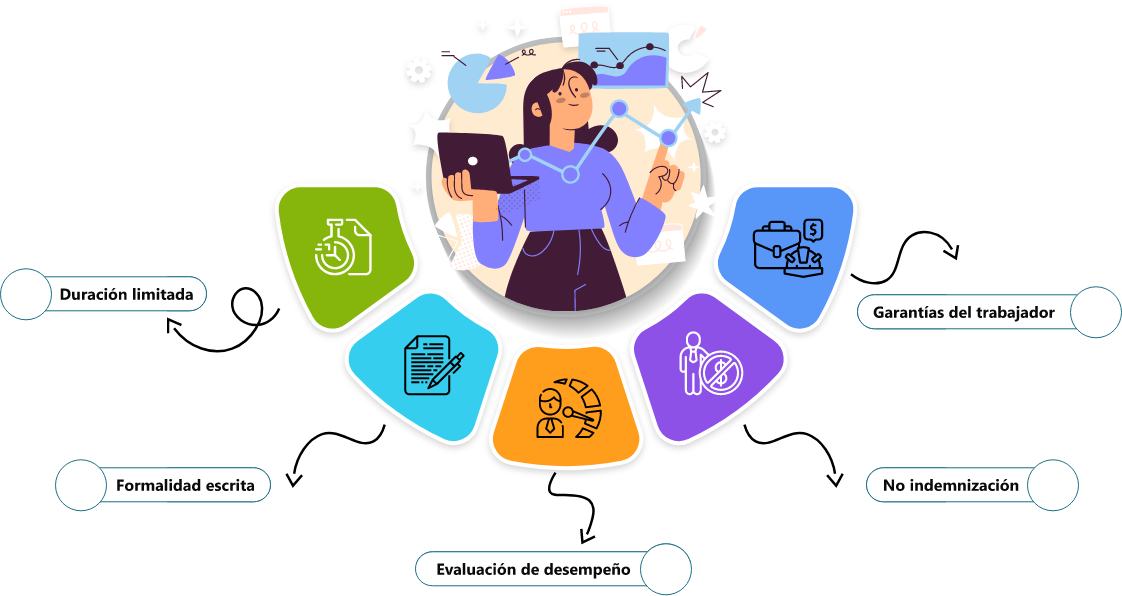 Duración limitada
Garantías del trabajador
Formalidad escrita
No indemnización
Evaluación de desempeño